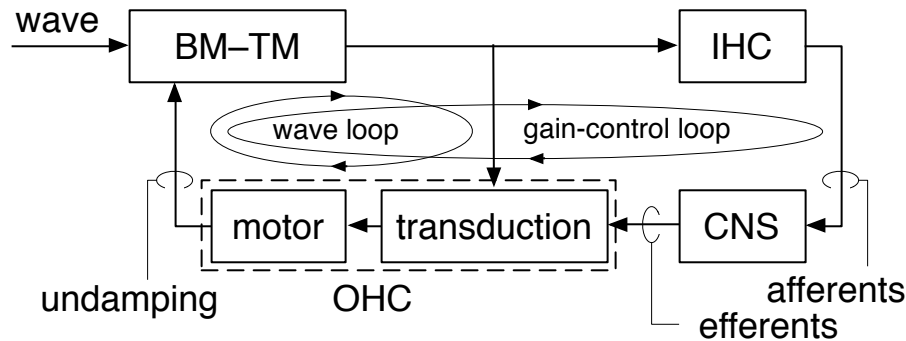 wave
BM–TM
IHC
wave loop
gain-control loop
motor
transduction
CNS
undamping
OHC
afferents
efferents